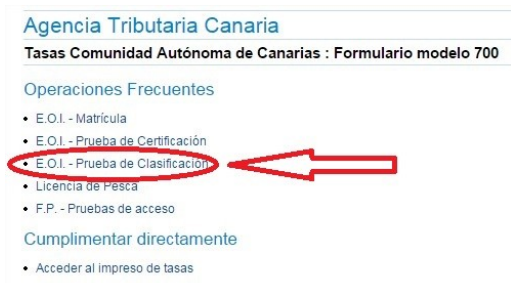 Agencia Tributaria Canaria
Tasas Comunidad Autónoma de Canarias : Formulario modelo 700
Operaciones Frecuentes
• E.O.I. - Matrícula
• E.O.I. - Prueba de Certificación
• E.O.I. - Prueba de Clasificación
• Licencia de Pesca
• F.P. - Pruebas de acceso
Cumplimentar directamente
• Acceder al impreso de tasas